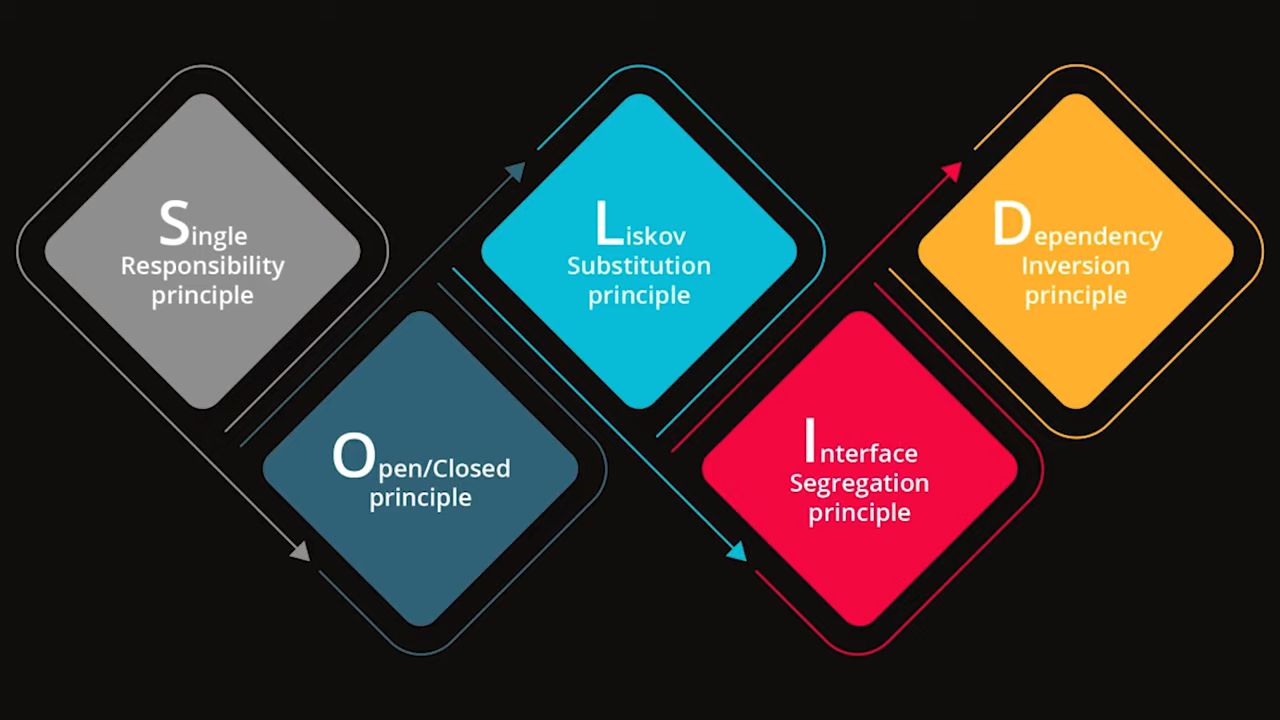 Single
Responsibility
principle
Open/Closed
principle
Liskov
Substitution
principle
Interface
Segregation
principle
Dependency
Inversion
principle